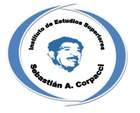 Instituto de Estudios Superiores
Sebastián A. Corpacci